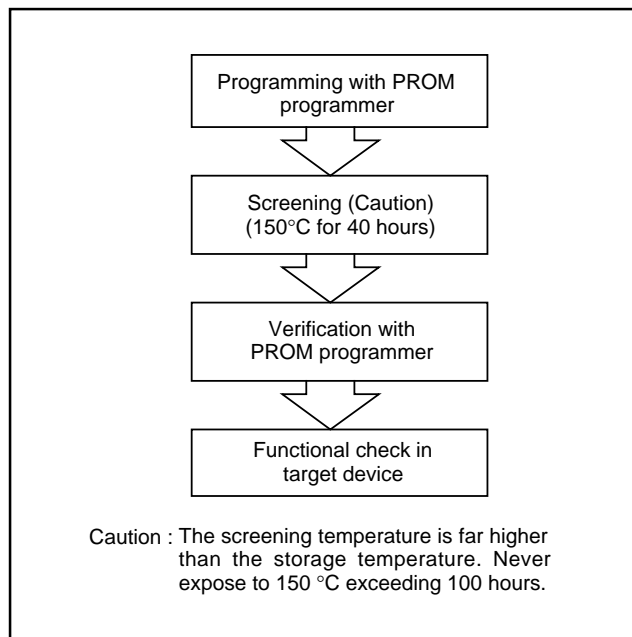 Programming with PROM
programmer
Screening (Caution)
(150°C for 40 hours)
Verification with
PROM programmer
Functional check in
target device
Caution : The screening temperature is far higher
than the storage temperature. Never
expose to 150 °C exceeding 100 hours.